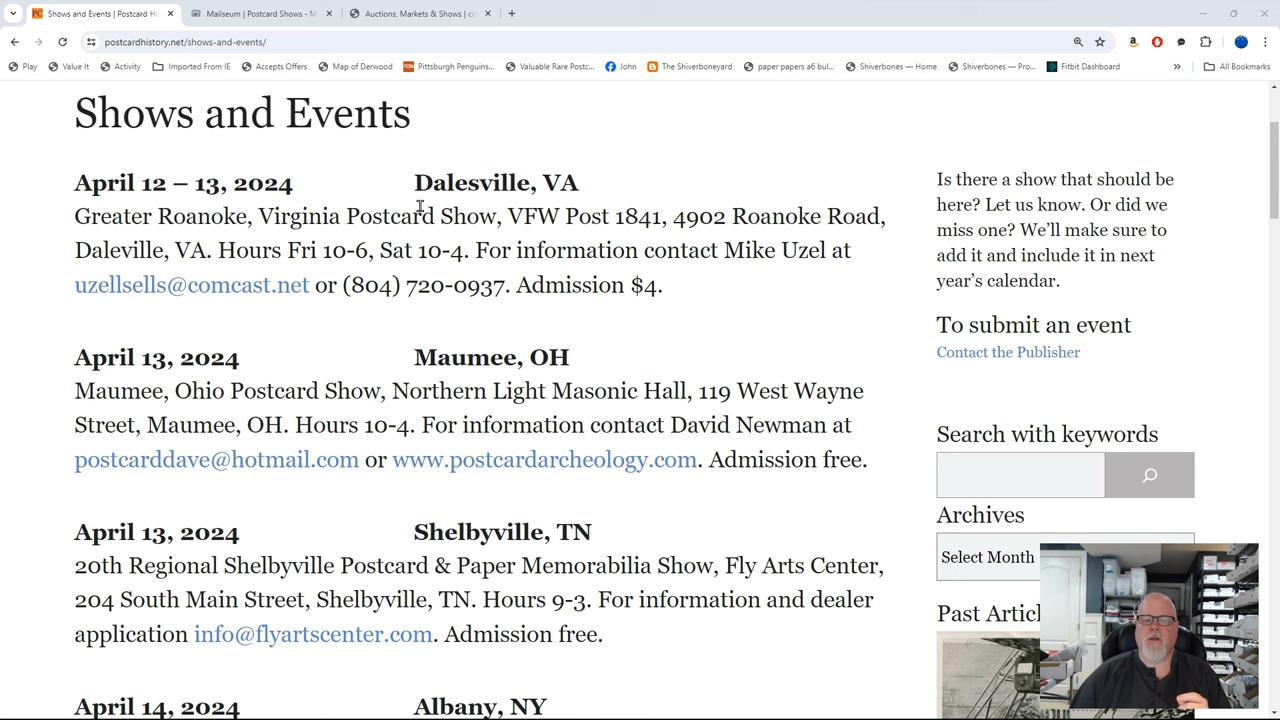 Shows and Events | Postcard Hi
Mailseum | Postcard Shows - M
Auctions, Markets & Shows | co
postcardhistory.net/shows-and-events/
Play
Value It
Activity
Imported From IE
Accepts Offers
Map of Derwood
Pittsburgh Penguins...
Valuable Rare Postc...
John
The Shiverboneyard
paper papers a6 bul...
Shiverbones — Home
Shiverbones — Pro...
Fitbit Dashboard
All Bookmarks
Shows and Events
April 12 – 13, 2024 Dalesville, VA
Greater Roanoke, Virginia Postcard Show, VFW Post 1841, 4902 Roanoke Road,
Daleville, VA. Hours Fri 10-6, Sat 10-4. For information contact Mike Uzel at
uzellsells@comcast.net or (804) 720-0937. Admission $4.
April 13, 2024 Maumee, OH
Maumee, Ohio Postcard Show, Northern Light Masonic Hall, 119 West Wayne
Street, Maumee, OH. Hours 10-4. For information contact David Newman at
postcarddave@hotmail.com or www.postcardarcheology.com. Admission free.
April 13, 2024 Shelbyville, TN
20th Regional Shelbyville Postcard & Paper Memorabilia Show, Fly Arts Center,
204 South Main Street, Shelbyville, TN. Hours 9-3. For information and dealer
application info@flyartscenter.com. Admission free.
April 14, 2024 Albany, NY
Is there a show that should be
here? Let us know. Or did we
miss one? We'll make sure to
add it and include it in next
year's calendar.
To submit an event
Contact the Publisher
Search with keywords
Archives
Select Month
Past Artic